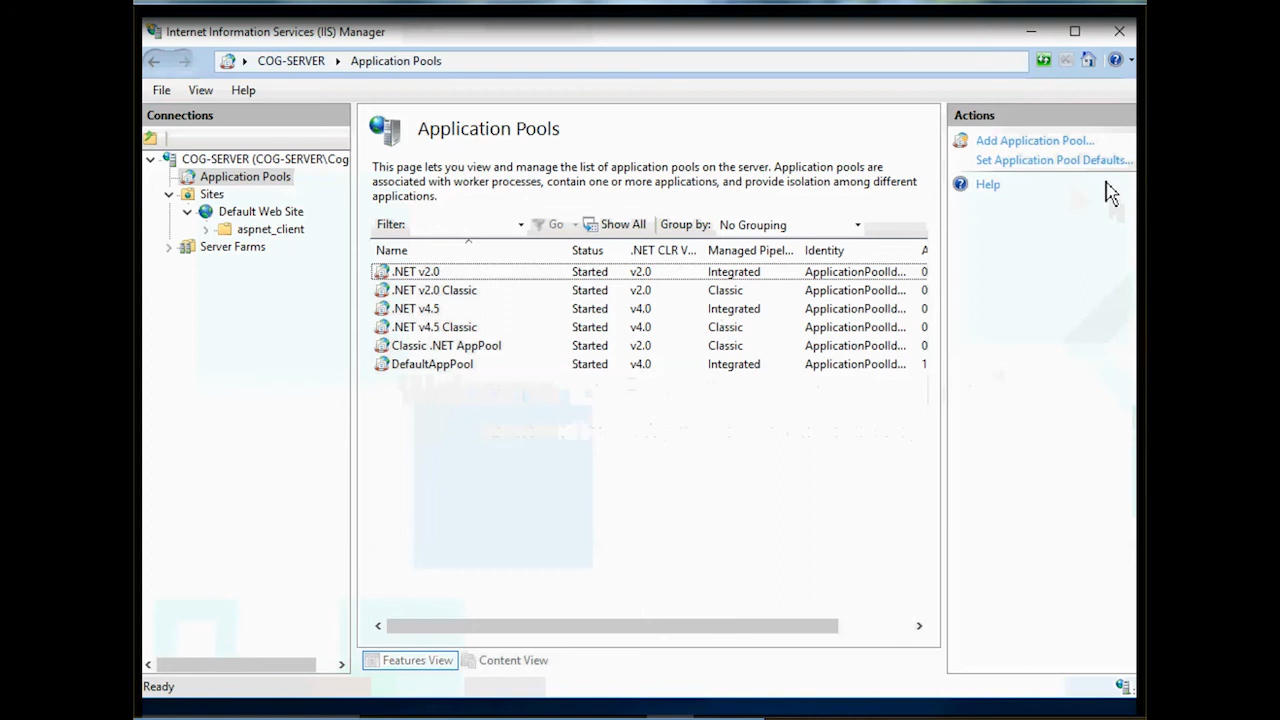 Internet Information Services (IIS) Manager
COG-SERVER Application Pools
File View Help
Connections
COG-SERVER (COG-SERVER\Cog
Application Pools
Sites
Default Web Site
aspnet_client
Server Farms
Application Pools
This page lets you view and manage the list of application pools on the server. Application pools are
associated with worker processes, contain one or more applications, and provide isolation among different
applications.
Filter: Go Show All Group by: No Grouping
Name Status .NET CLR V... Managed Pipel... Identity A
.NET v2.0 Started v2.0 Integrated ApplicationPoolId... 0
.NET v2.0 Classic Started v2.0 Classic ApplicationPoolId... 0
.NET v4.5 Started v4.0 Integrated ApplicationPoolId... 0
.NET v4.5 Classic Started v4.0 Classic ApplicationPoolId... 0
Classic .NET AppPool Started v2.0 Classic ApplicationPoolId... 0
DefaultAppPool Started v4.0 Integrated ApplicationPoolId... 1
Features View Content View
Actions
Add Application Pool...
Set Application Pool Defaults...
Help
Ready